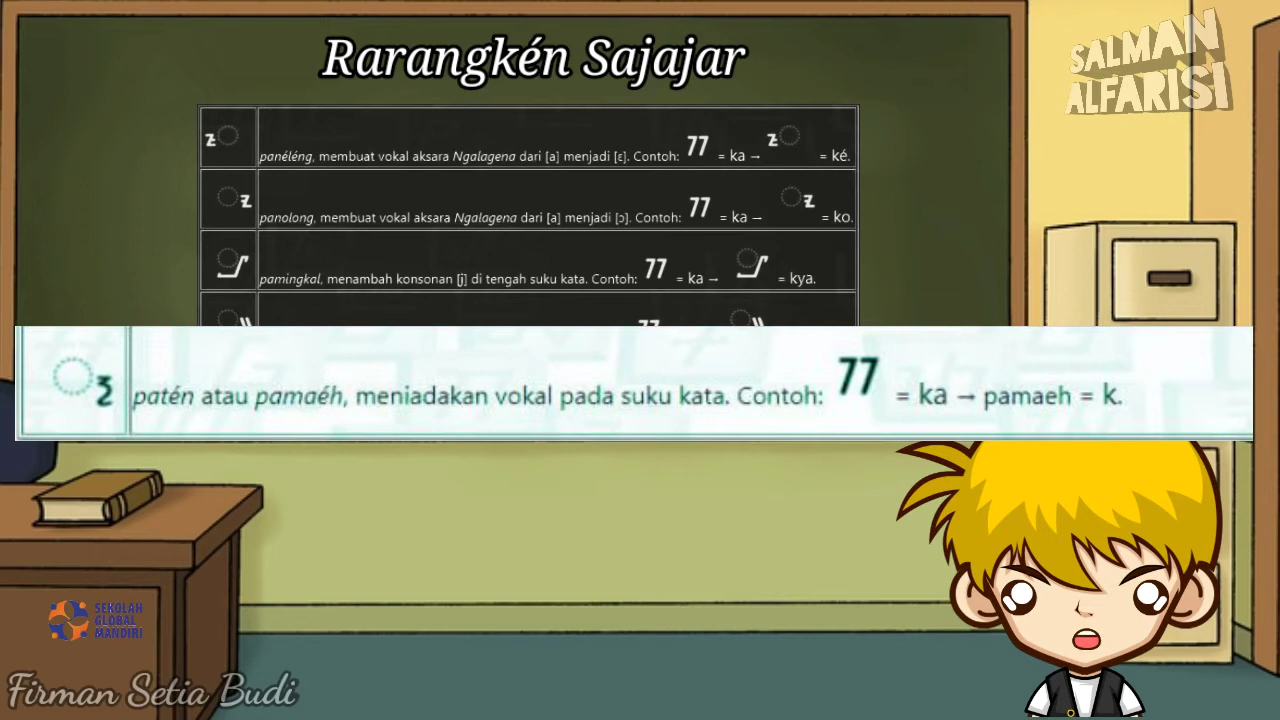 Rarangkén Sajajar
SALMAN
ALFARISI
panéléng, membuat vokal aksara Ngalagena dari [a] menjadi [ɛ]. Contoh: ᮊ = ka → ᮦ = ké.
panolong, membuat vokal aksara Ngalagena dari [a] menjadi [ɔ]. Contoh: ᮊ = ka → ᮧ = ko.
pamingkal, menambah konsonan [j] di tengah suku kata. Contoh: ᮊ = ka → ᮡ = kya.
patén atau pamaéh, meniadakan vokal pada suku kata. Contoh: ᮊ = ka → pamaeh = k.
SEKOLAH
GLOBAL
MANDIRI
Firman Setia Budi